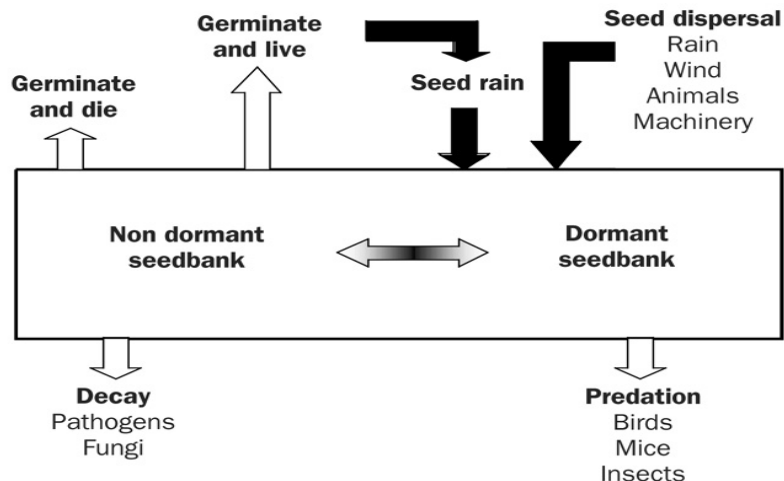 Germinate
and die
Germinate
and live
Seed rain
Seed dispersal
Rain
Wind
Animals
Machinery
Non dormant
seedbank
Dormant
seedbank
Decay
Pathogens
Fungi
Predation
Birds
Mice
Insects